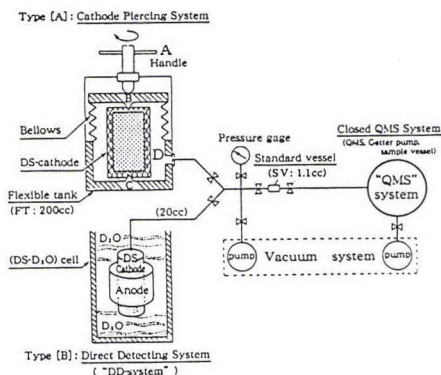 Type [A] : Cathode Piercing System
A
Handle
B
Bellows
DS-cathode
D
C
Flexible tank
(FT : 200cc)
Pressure gage
Standard vessel
(SV : 1.1cc)
Closed QMS System
(QMS, Getter pump, sample vessel)
"QMS" system
(20cc)
pump
Vacuum system
pump
(DS-D₂O) cell
D₂O
DS-Cathode
Anode
D₂O
Type [B] : Direct Detecting System
( "DD-system" )